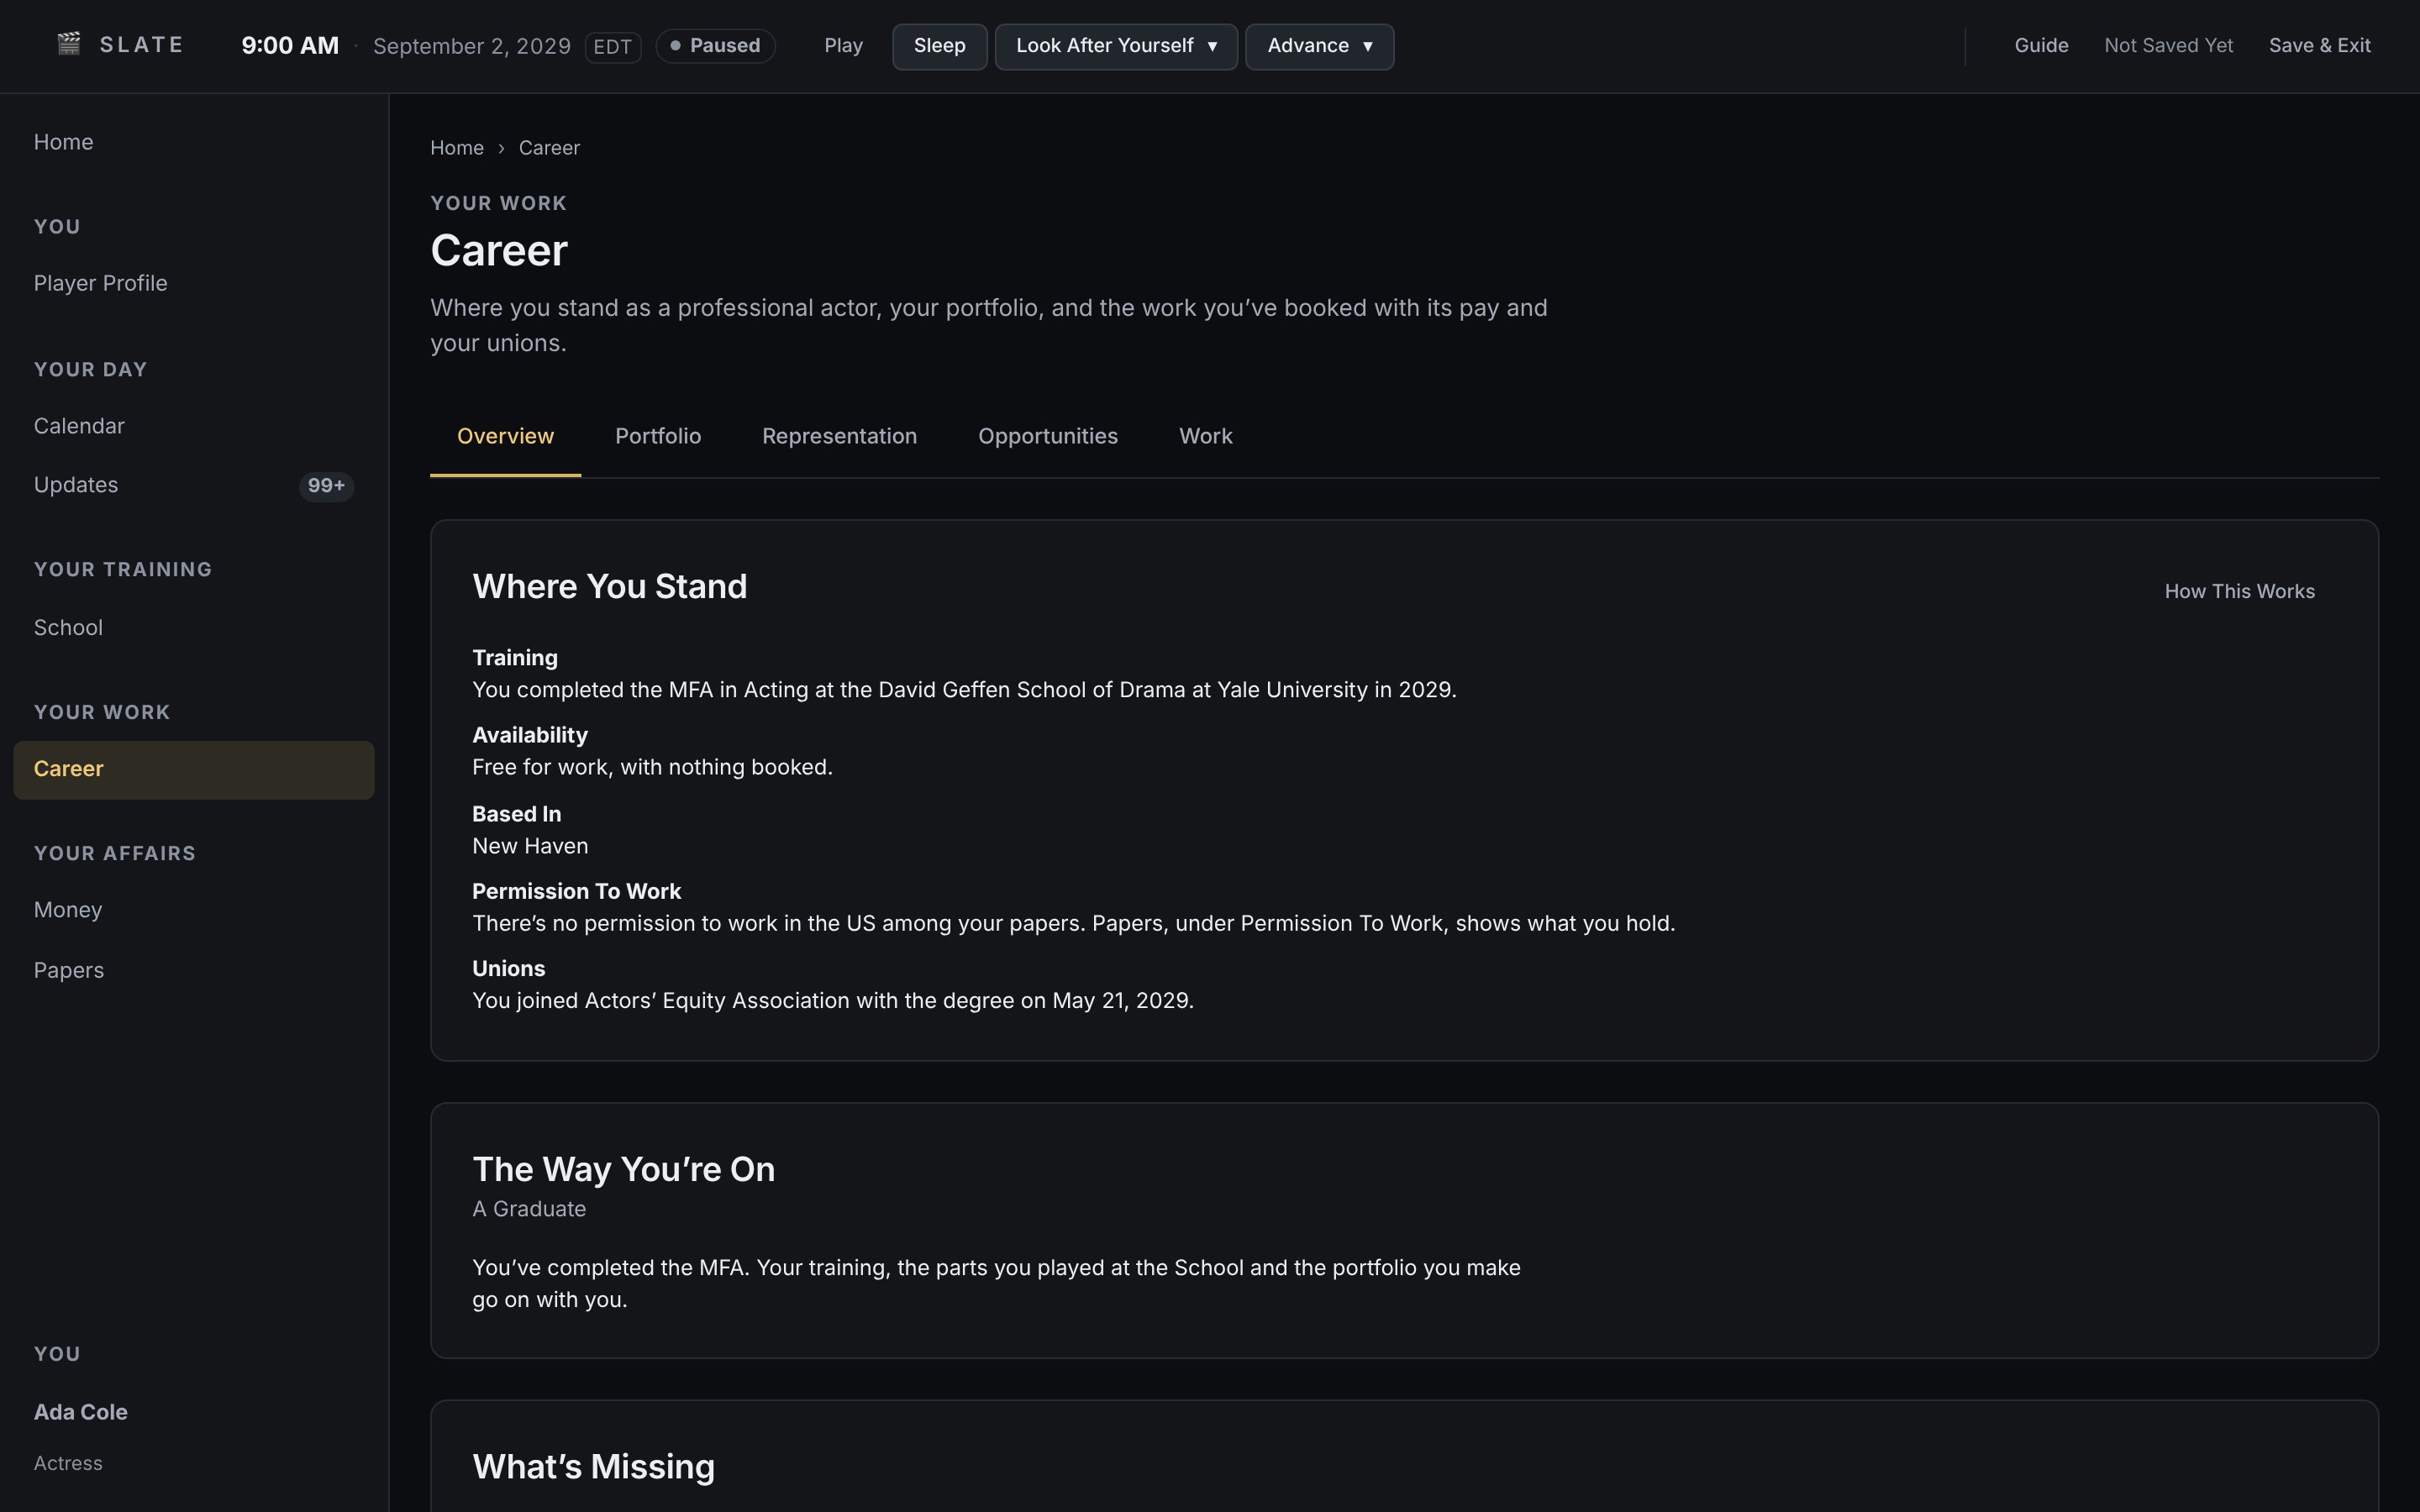 SLATE
9:00 AM · September 2, 2029 EDT Paused Play Sleep Look After Yourself ▾ Advance ▾ Guide Not Saved Yet Save & Exit
Home
YOU
Player Profile
YOUR DAY
Calendar
Updates 99+
YOUR TRAINING
School
YOUR WORK
Career
YOUR AFFAIRS
Money
Papers
YOU
Ada Cole
Actress
Home › Career
YOUR WORK
Career
Where you stand as a professional actor, your portfolio, and the work you’ve booked with its pay and
your unions.
Overview Portfolio Representation Opportunities Work
Where You Stand
How This Works
Training
You completed the MFA in Acting at the David Geffen School of Drama at Yale University in 2029.
Availability
Free for work, with nothing booked.
Based In
New Haven
Permission To Work
There’s no permission to work in the US among your papers. Papers, under Permission To Work, shows what you hold.
Unions
You joined Actors’ Equity Association with the degree on May 21, 2029.
The Way You’re On
A Graduate
You’ve completed the MFA. Your training, the parts you played at the School and the portfolio you make
go on with you.
What’s Missing